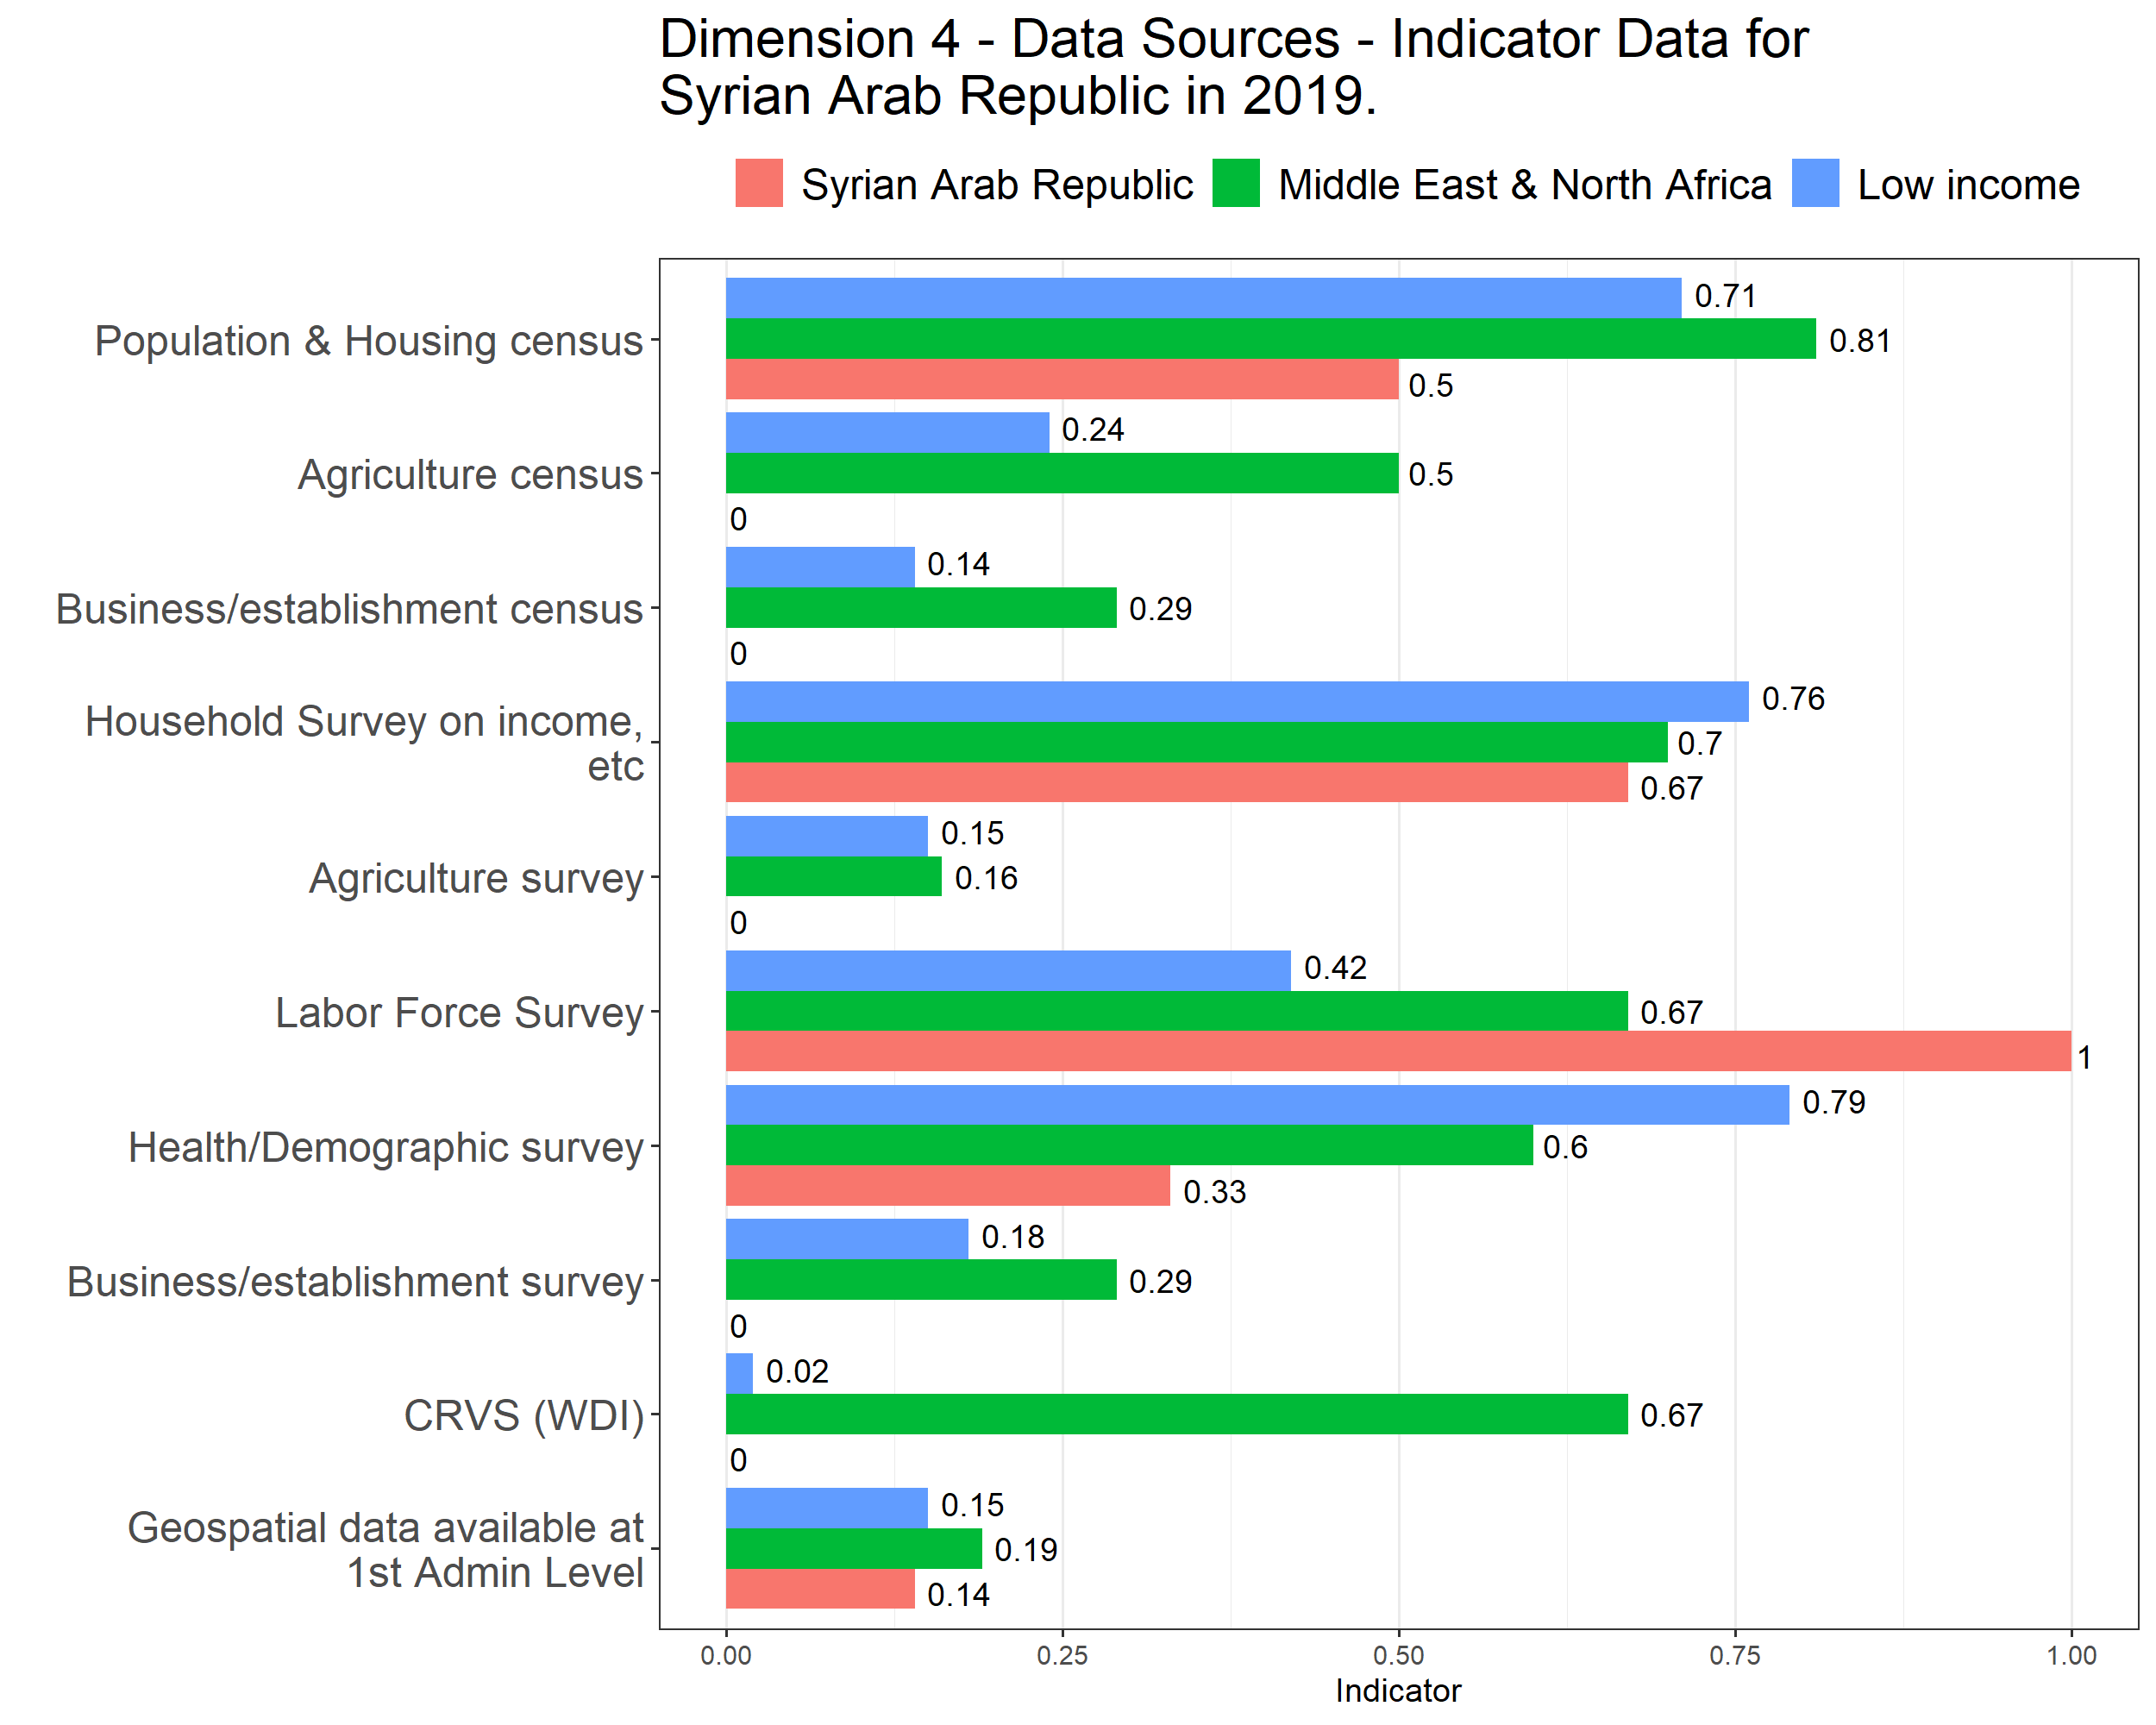 Dimension 4 - Data Sources - Indicator Data for
Syrian Arab Republic in 2019.
Syrian Arab Republic
Middle East & North Africa
Low income
Population & Housing census
0.71
0.81
0.5
Agriculture census
0.24
0.5
0
Business/establishment census
0.14
0.29
0
Household Survey on income,
etc
0.76
0.7
0.67
Agriculture survey
0.15
0.16
0
Labor Force Survey
0.42
0.67
1
Health/Demographic survey
0.79
0.6
0.33
Business/establishment survey
0.18
0.29
0
CRVS (WDI)
0.02
0.67
0
Geospatial data available at
1st Admin Level
0.15
0.19
0.14
0.00
0.25
0.50
0.75
1.00
Indicator